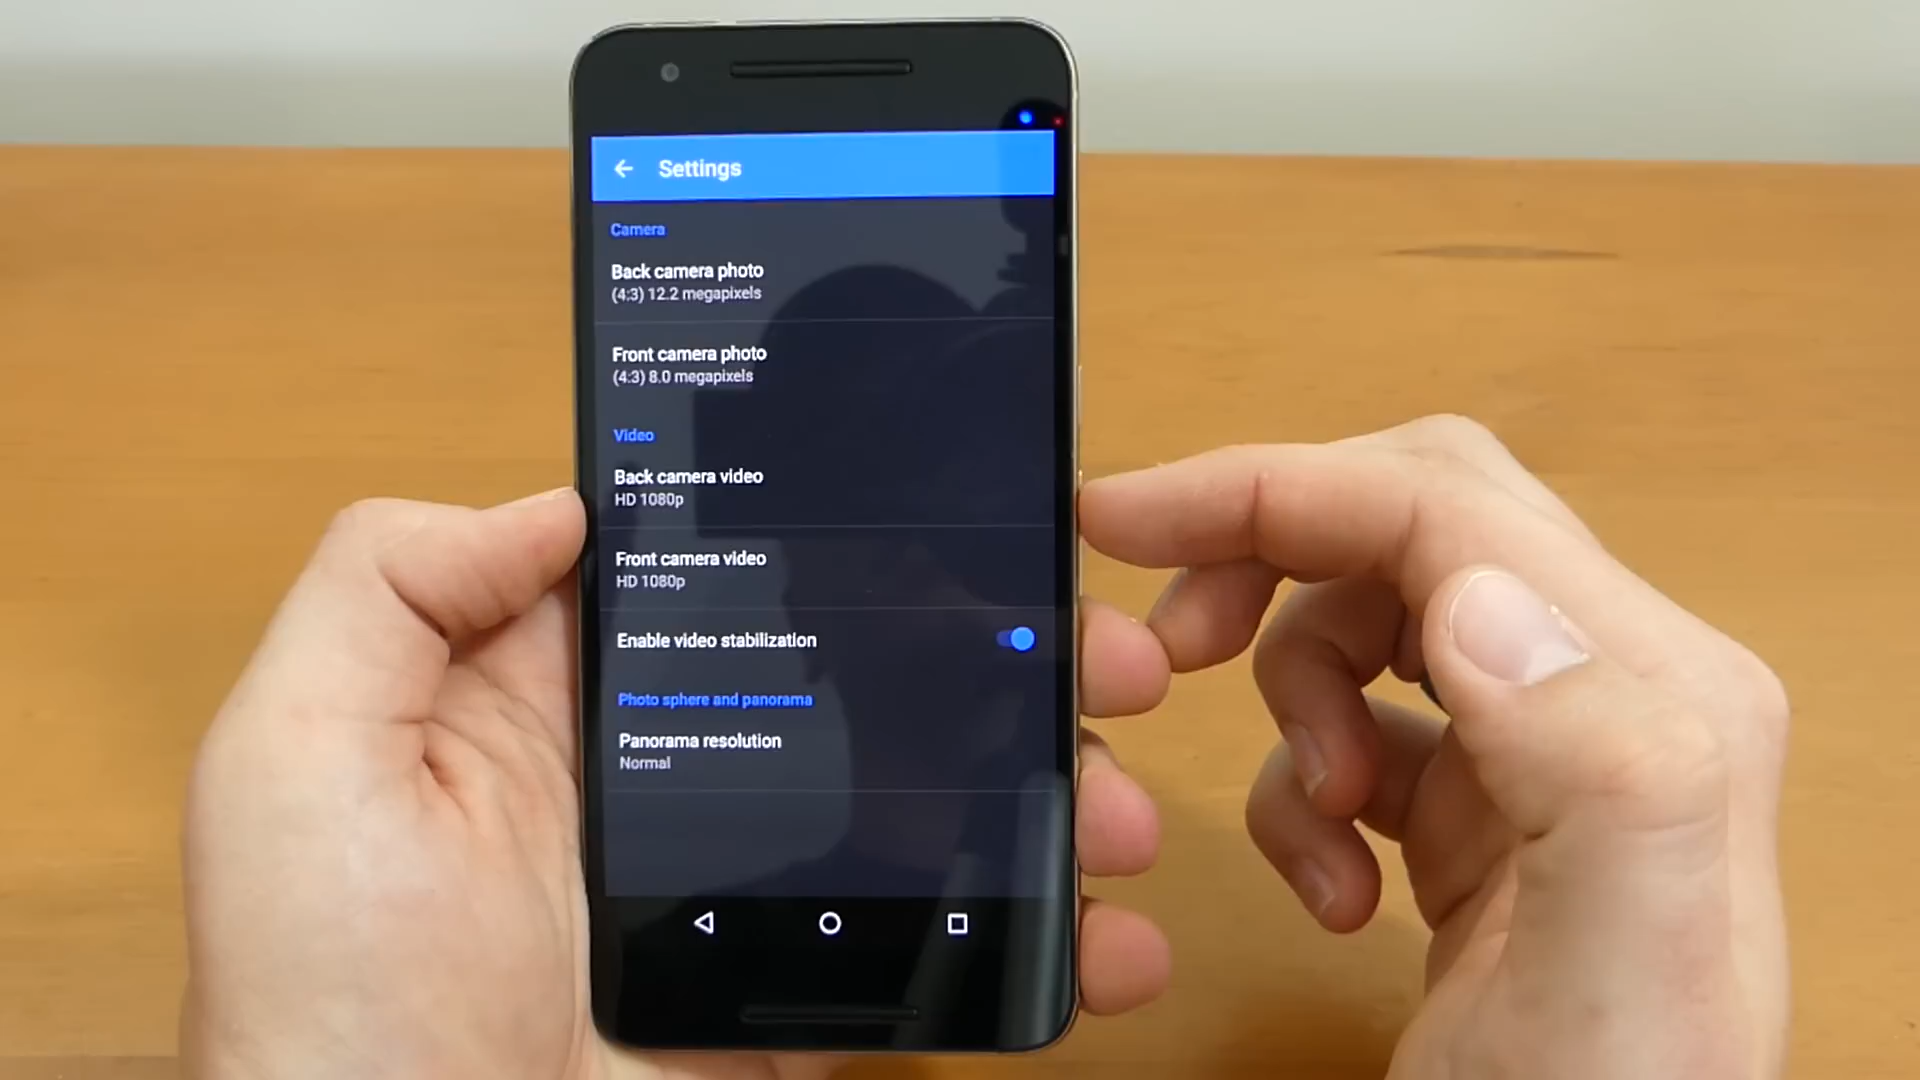 Settings
Camera
Back camera photo
(4:3) 12.2 megapixels
Front camera photo
(4:3) 8.0 megapixels
Video
Back camera video
HD 1080p
Front camera video
HD 1080p
Enable video stabilization
Photo sphere and panorama
Panorama resolution
Normal